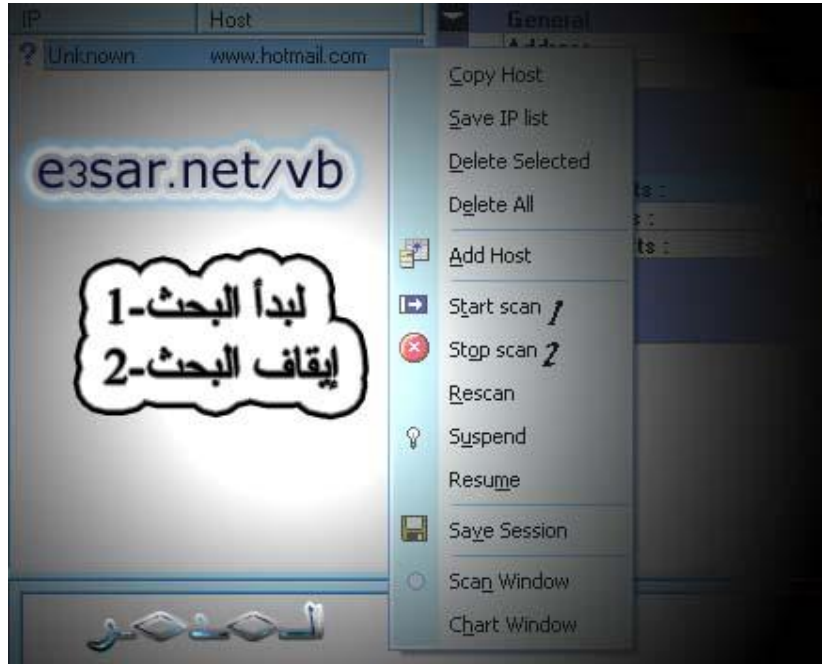 IP Host General
? Unknown www.hotmail.com
Copy Host
Save IP list
Delete Selected
Delete All
Add Host
Start scan 1
Stop scan 2
Rescan
Suspend
Resume
Save Session
Scan Window
Chart Window
e3sar.net/vb
لبدأ البحث-1
إيقاف البحث-2